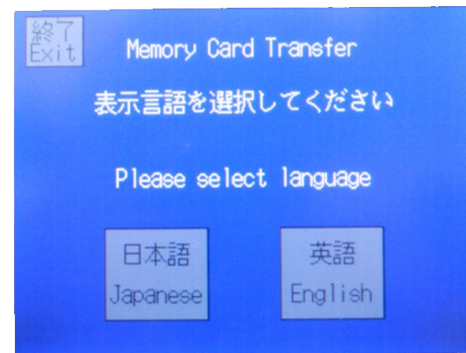 終了
Exit
Memory Card Transfer
表示言語を選択してください
Please select language
日本語
Japanese
英語
English